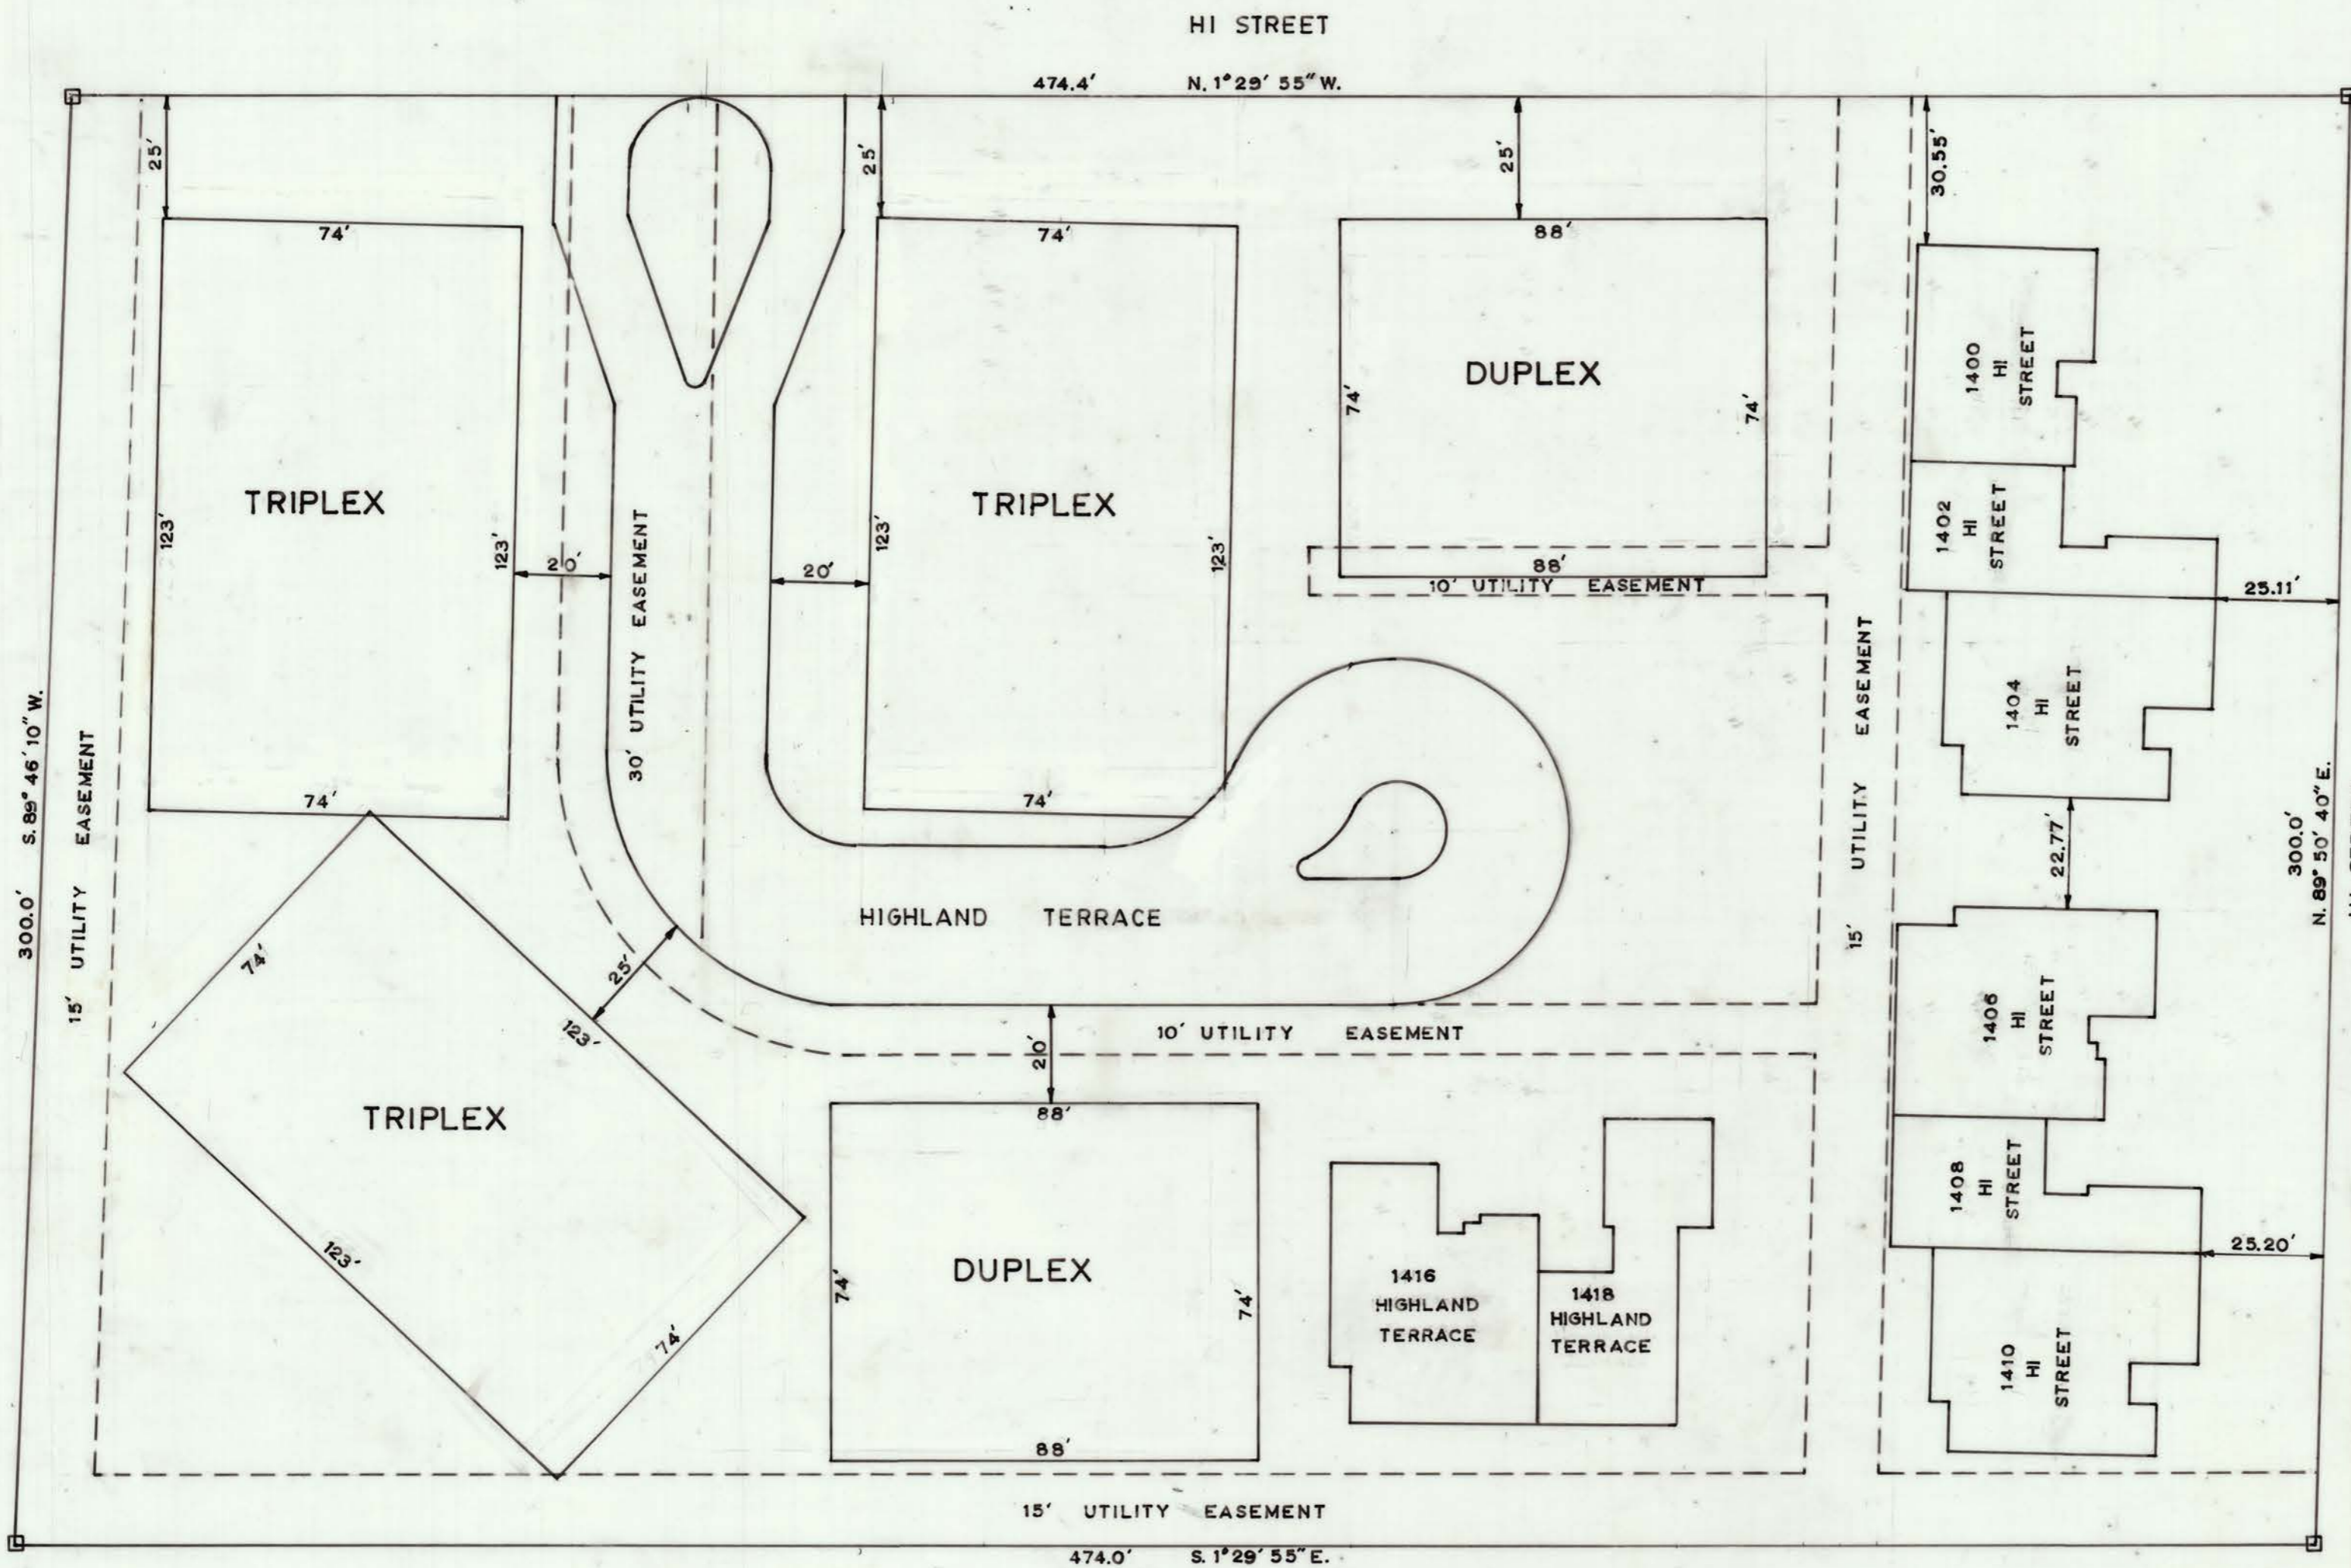 HI STREET
474.4' N. 1°29' 55" W.
25'
25'
25'
30.55'
74'
74'
88'
TRIPLEX
123'
123'
20'
30' UTILITY EASEMENT
20'
TRIPLEX
123'
123'
DUPLEX
74'
74'
88'
10' UTILITY EASEMENT
1400
HI
STREET
1402
HI
STREET
25.11'
1404
HI
STREET
15' UTILITY EASEMENT
22.77'
300.0'
N. 89° 50' 40" E.
300.0' S. 89° 46' 10" W.
15' UTILITY EASEMENT
74'
74'
HIGHLAND TERRACE
74'
25'
123'
10' UTILITY EASEMENT
20'
1406
HI
STREET
TRIPLEX
88'
123'
74'
DUPLEX
74'
74'
88'
1416
HIGHLAND
TERRACE
1418
HIGHLAND
TERRACE
1408
HI
STREET
25.20'
1410
HI
STREET
15' UTILITY EASEMENT
474.0' S. 1°29' 55" E.